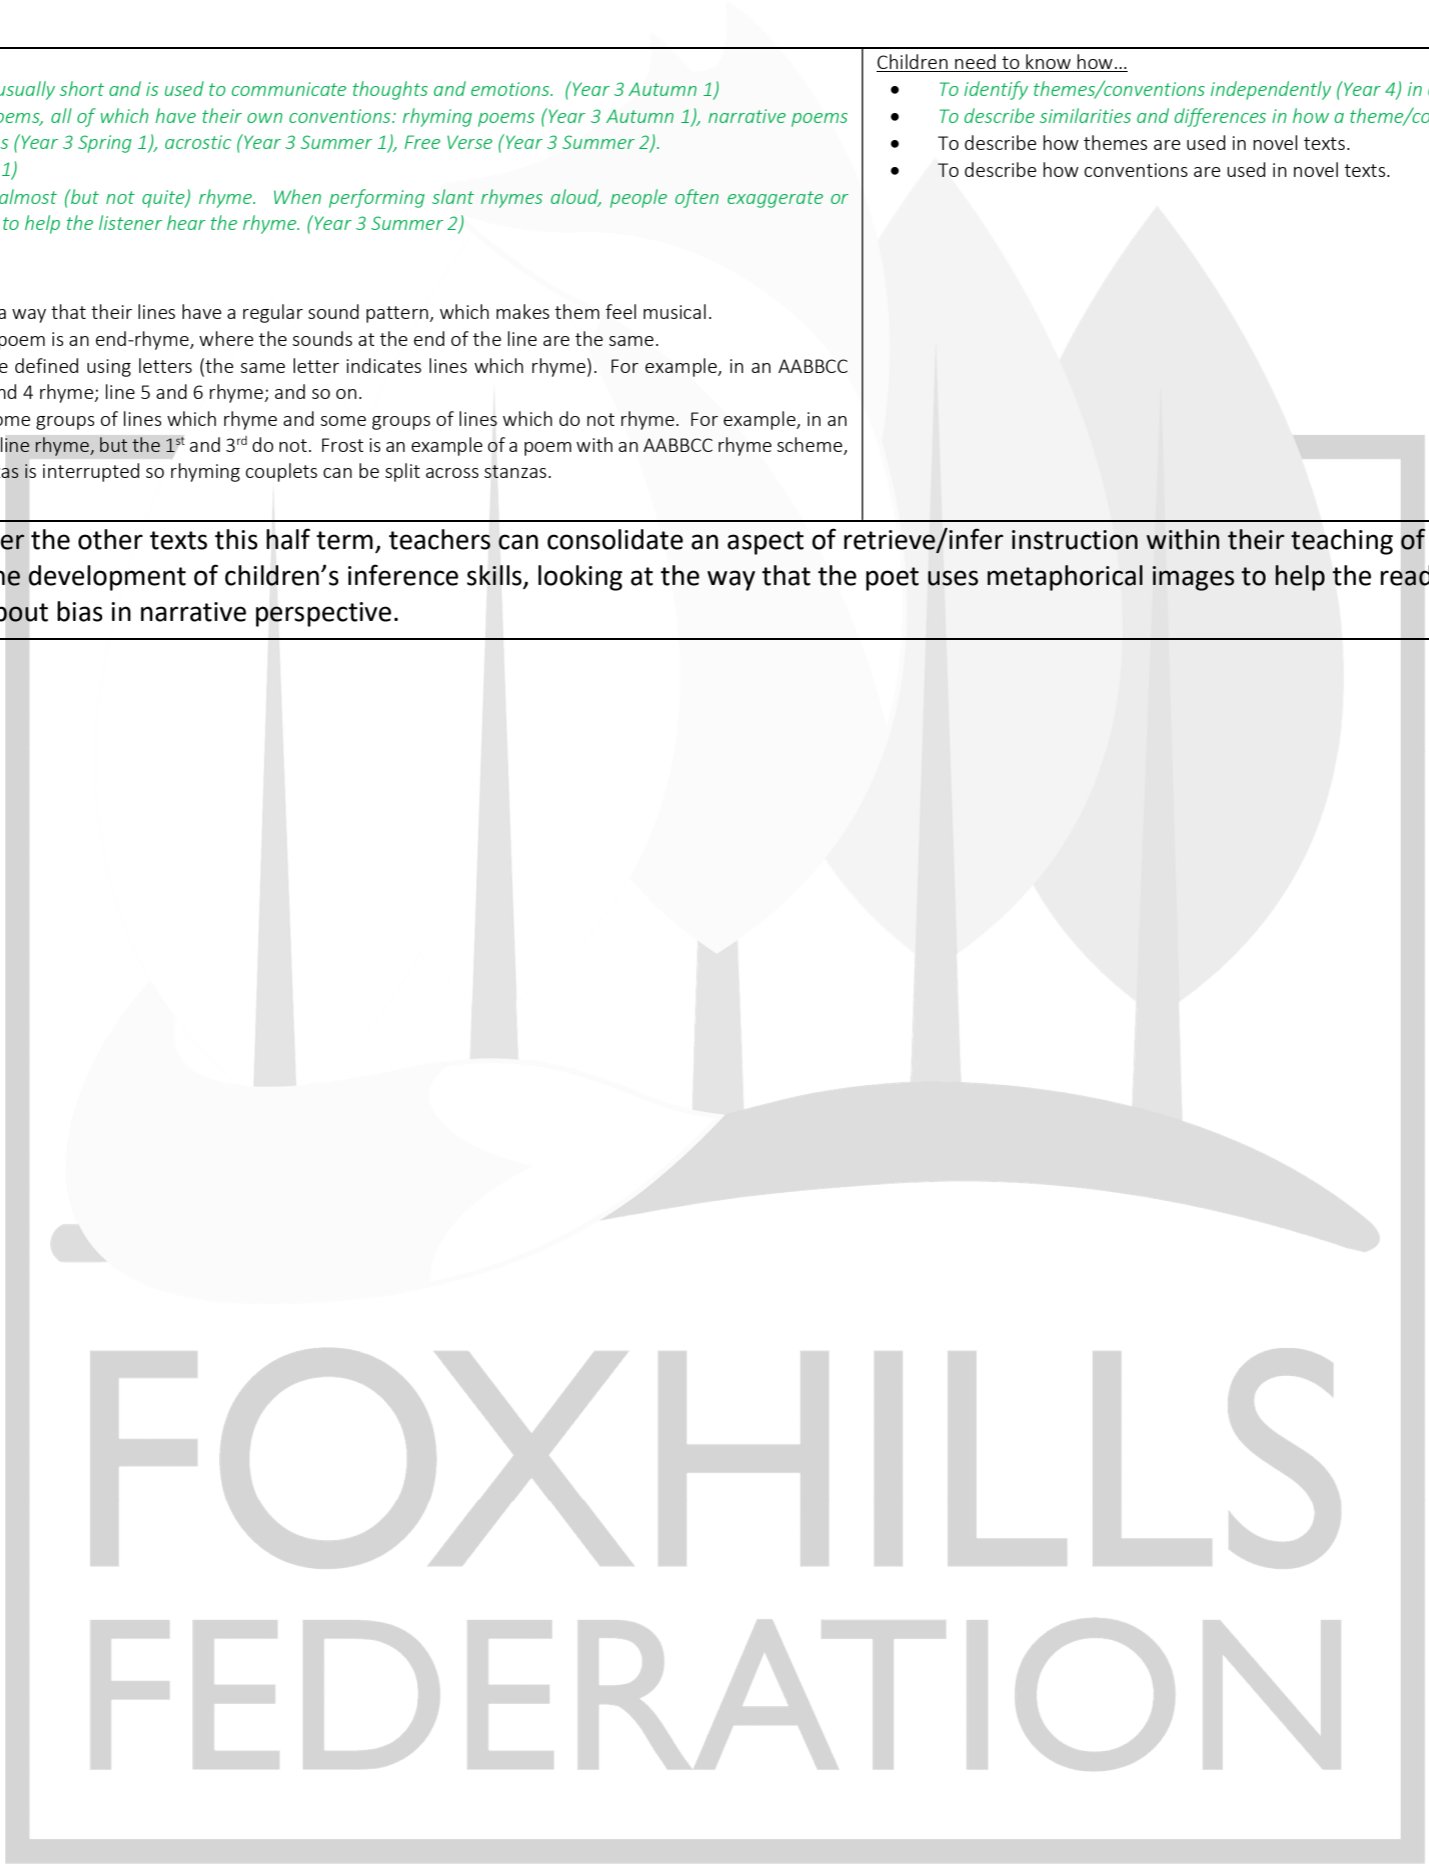 usually short and is used to communicate thoughts and emotions. (Year 3 Autumn 1)
oems, all of which have their own conventions: rhyming poems (Year 3 Autumn 1), narrative poems
s (Year 3 Spring 1), acrostic (Year 3 Summer 1), Free Verse (Year 3 Summer 2).
1)
almost (but not quite) rhyme. When performing slant rhymes aloud, people often exaggerate or
to help the listener hear the rhyme. (Year 3 Summer 2)
a way that their lines have a regular sound pattern, which makes them feel musical.
poem is an end-rhyme, where the sounds at the end of the line are the same.
e defined using letters (the same letter indicates lines which rhyme). For example, in an AABBCC
nd 4 rhyme; line 5 and 6 rhyme; and so on.
ome groups of lines which rhyme and some groups of lines which do not rhyme. For example, in an
line rhyme, but the 1st and 3rd do not. Frost is an example of a poem with an AABBCC rhyme scheme,
as is interrupted so rhyming couplets can be split across stanzas.
Children need to know how...
• To identify themes/conventions independently (Year 4) in
• To describe similarities and differences in how a theme/co
• To describe how themes are used in novel texts.
• To describe how conventions are used in novel texts.
er the other texts this half term, teachers can consolidate an aspect of retrieve/infer instruction within their teaching of
he development of children's inference skills, looking at the way that the poet uses metaphorical images to help the read
bout bias in narrative perspective.
FOXHILLS
FEDERATION